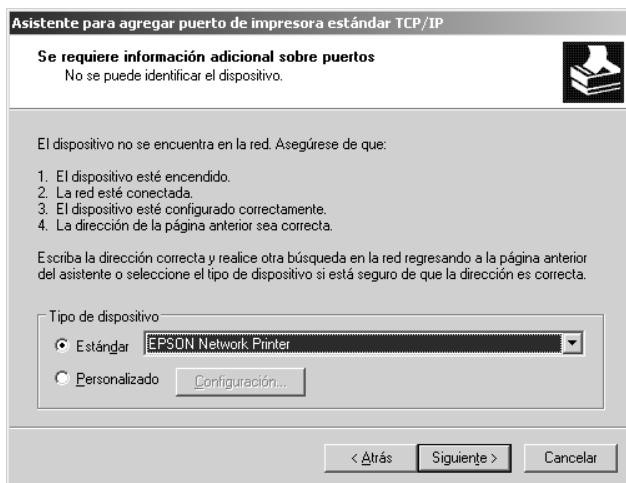 Asistente para agregar puerto de impresora estándar TCP/IP
Se requiere información adicional sobre puertos
No se puede identificar el dispositivo.
El dispositivo no se encuentra en la red. Asegúrese de que:
1. El dispositivo esté encendido.
2. La red esté conectada.
3. El dispositivo esté configurado correctamente.
4. La dirección de la página anterior sea correcta.
Escriba la dirección correcta y realice otra búsqueda en la red regresando a la página anterior
del asistente o seleccione el tipo de dispositivo si está seguro de que la dirección es correcta.
Tipo de dispositivo
Estándar EPSON Network Printer
Personalizado Configuración...
< Atrás Siguiente > Cancelar